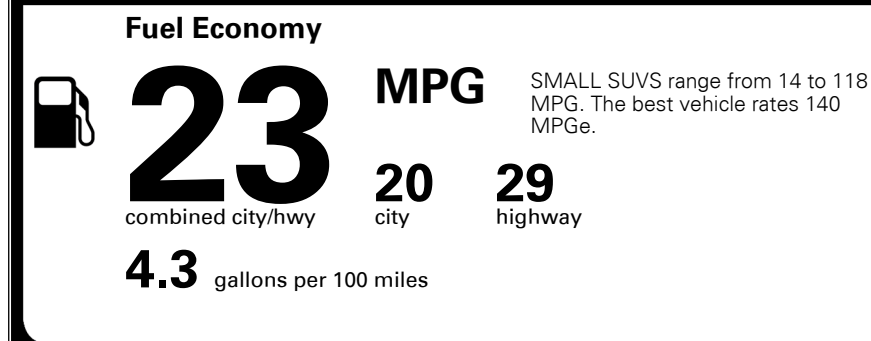 Fuel Economy
23
MPG
SMALL SUVS range from 14 to 118
MPG. The best vehicle rates 140
MPGe.
20
29
combined city/hwy
city
highway
4.3 gallons per 100 miles